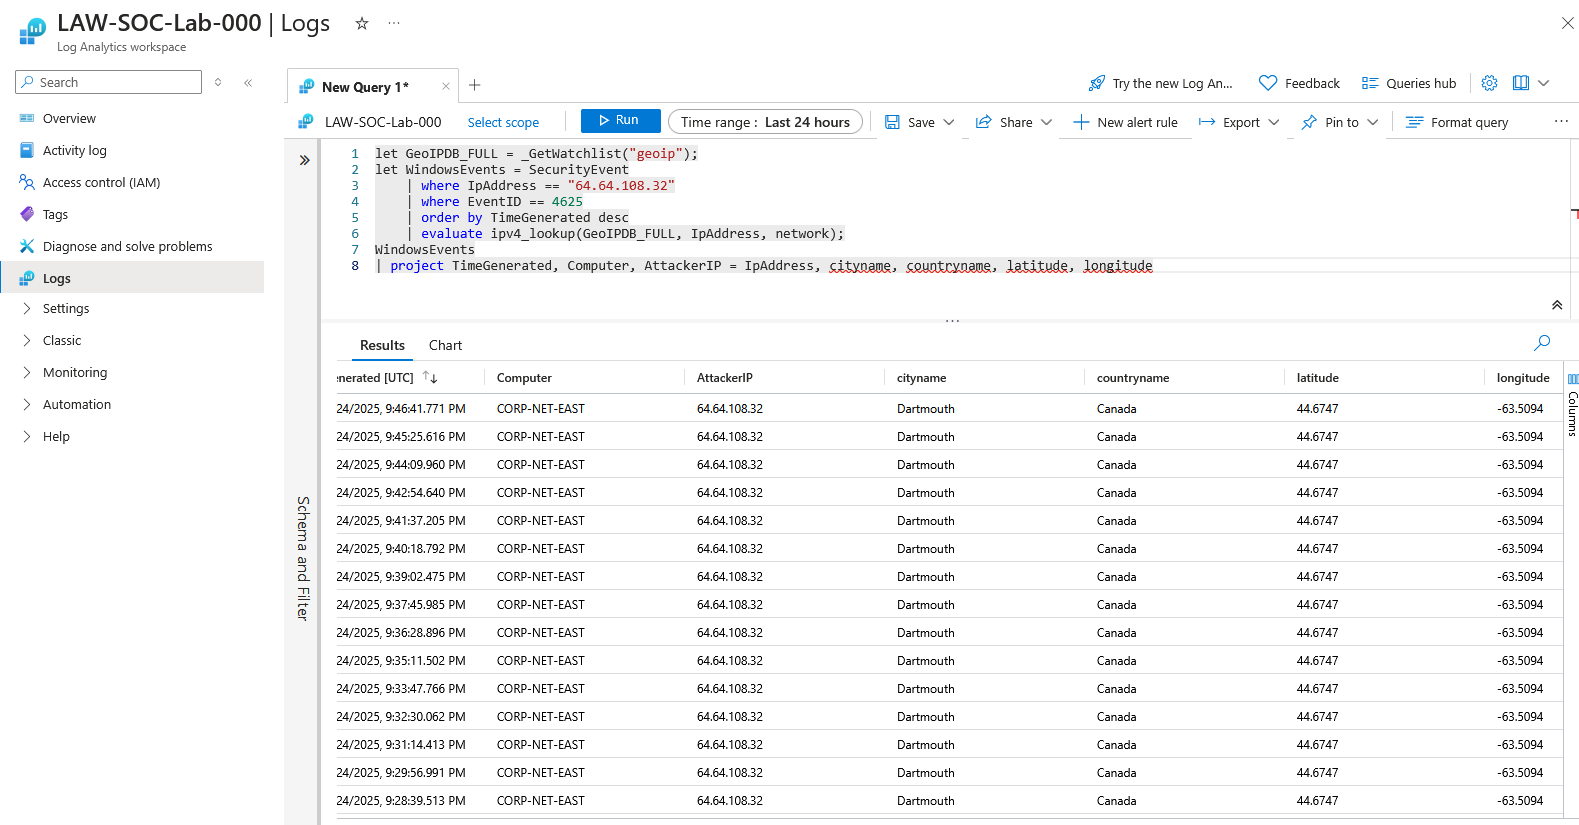 LAW-SOC-Lab-000 | Logs
Log Analytics workspace
Search
Overview
Activity log
Access control (IAM)
Tags
Diagnose and solve problems
Logs
Settings
Classic
Monitoring
Automation
Help
New Query 1*
Try the new Log An...
Feedback
Queries hub
LAW-SOC-Lab-000
Select scope
Run
Time range : Last 24 hours
Save
Share
New alert rule
Export
Pin to
Format query
Schema and Filter
1 let GeoIPDB_FULL = _GetWatchlist("geoip");
2 let WindowsEvents = SecurityEvent
3 | where IpAddress == "64.64.108.32"
4 | where EventID == 4625
5 | order by TimeGenerated desc
6 | evaluate ipv4_lookup(GeoIPDB_FULL, IpAddress, network);
7 WindowsEvents
8 | project TimeGenerated, Computer, AttackerIP = IpAddress, cityname, countryname, latitude, longitude
Results Chart
enerated [UTC] Computer AttackerIP cityname countryname latitude longitude
24/2025, 9:46:41.771 PM CORP-NET-EAST 64.64.108.32 Dartmouth Canada 44.6747 -63.5094
24/2025, 9:45:25.616 PM CORP-NET-EAST 64.64.108.32 Dartmouth Canada 44.6747 -63.5094
24/2025, 9:44:09.960 PM CORP-NET-EAST 64.64.108.32 Dartmouth Canada 44.6747 -63.5094
24/2025, 9:42:54.640 PM CORP-NET-EAST 64.64.108.32 Dartmouth Canada 44.6747 -63.5094
24/2025, 9:41:37.205 PM CORP-NET-EAST 64.64.108.32 Dartmouth Canada 44.6747 -63.5094
24/2025, 9:40:18.792 PM CORP-NET-EAST 64.64.108.32 Dartmouth Canada 44.6747 -63.5094
24/2025, 9:39:02.475 PM CORP-NET-EAST 64.64.108.32 Dartmouth Canada 44.6747 -63.5094
24/2025, 9:37:45.985 PM CORP-NET-EAST 64.64.108.32 Dartmouth Canada 44.6747 -63.5094
24/2025, 9:36:28.896 PM CORP-NET-EAST 64.64.108.32 Dartmouth Canada 44.6747 -63.5094
24/2025, 9:35:11.502 PM CORP-NET-EAST 64.64.108.32 Dartmouth Canada 44.6747 -63.5094
24/2025, 9:33:47.766 PM CORP-NET-EAST 64.64.108.32 Dartmouth Canada 44.6747 -63.5094
24/2025, 9:32:30.062 PM CORP-NET-EAST 64.64.108.32 Dartmouth Canada 44.6747 -63.5094
24/2025, 9:31:14.413 PM CORP-NET-EAST 64.64.108.32 Dartmouth Canada 44.6747 -63.5094
24/2025, 9:29:56.991 PM CORP-NET-EAST 64.64.108.32 Dartmouth Canada 44.6747 -63.5094
24/2025, 9:28:39.513 PM CORP-NET-EAST 64.64.108.32 Dartmouth Canada 44.6747 -63.5094
Columns